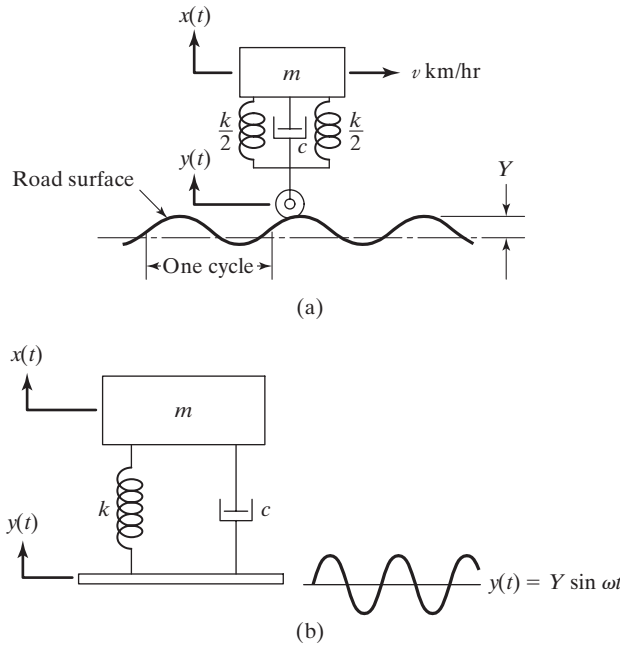 x(t)
m
v km/hr
k/2
c
k/2
y(t)
Y
Road surface
One cycle
(a)
x(t)
m
k
c
y(t)
y(t) = Y sin ωt
(b)